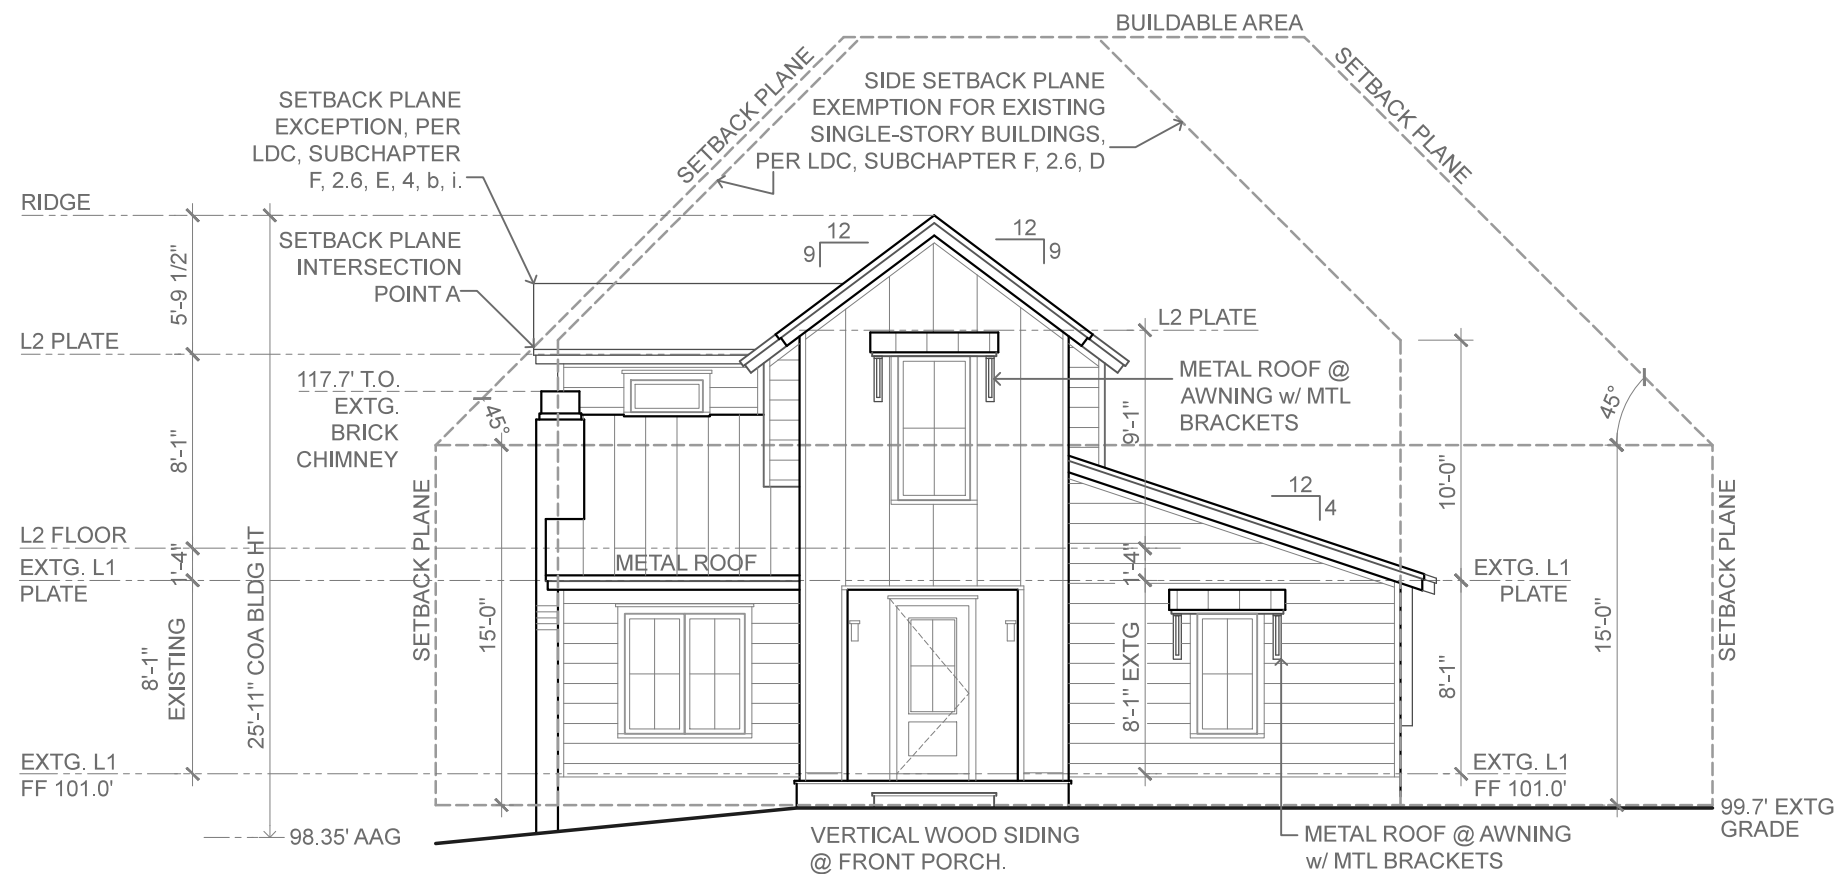 BUILDABLE AREA
SETBACK PLANE
SETBACK PLANE
SIDE SETBACK PLANE
EXEMPTION FOR EXISTING
SINGLE-STORY BUILDINGS,
PER LDC, SUBCHAPTER F, 2.6, D
SETBACK PLANE
EXCEPTION, PER
LDC, SUBCHAPTER
F, 2.6, E, 4, b, i.
RIDGE
SETBACK PLANE
INTERSECTION
POINT A
12
9
12
9
5'-9 1/2"
L2 PLATE
L2 PLATE
117.7' T.O.
EXTG.
BRICK
CHIMNEY
45°
METAL ROOF @
AWNING w/ MTL
BRACKETS
45°
8'-1"
9'-1"
10'-0"
12
4
SETBACK PLANE
SETBACK PLANE
L2 FLOOR
1'-4"
25'-11" COA BLDG HT
METAL ROOF
1'-4"
EXTG. L1
PLATE
EXTG. L1
PLATE
8'-1"
EXISTING
15'-0"
8'-1" EXTG
8'-1"
15'-0"
EXTG. L1
FF 101.0'
EXTG. L1
FF 101.0'
98.35' AAG
VERTICAL WOOD SIDING
@ FRONT PORCH.
METAL ROOF @ AWNING
w/ MTL BRACKETS
99.7' EXTG
GRADE